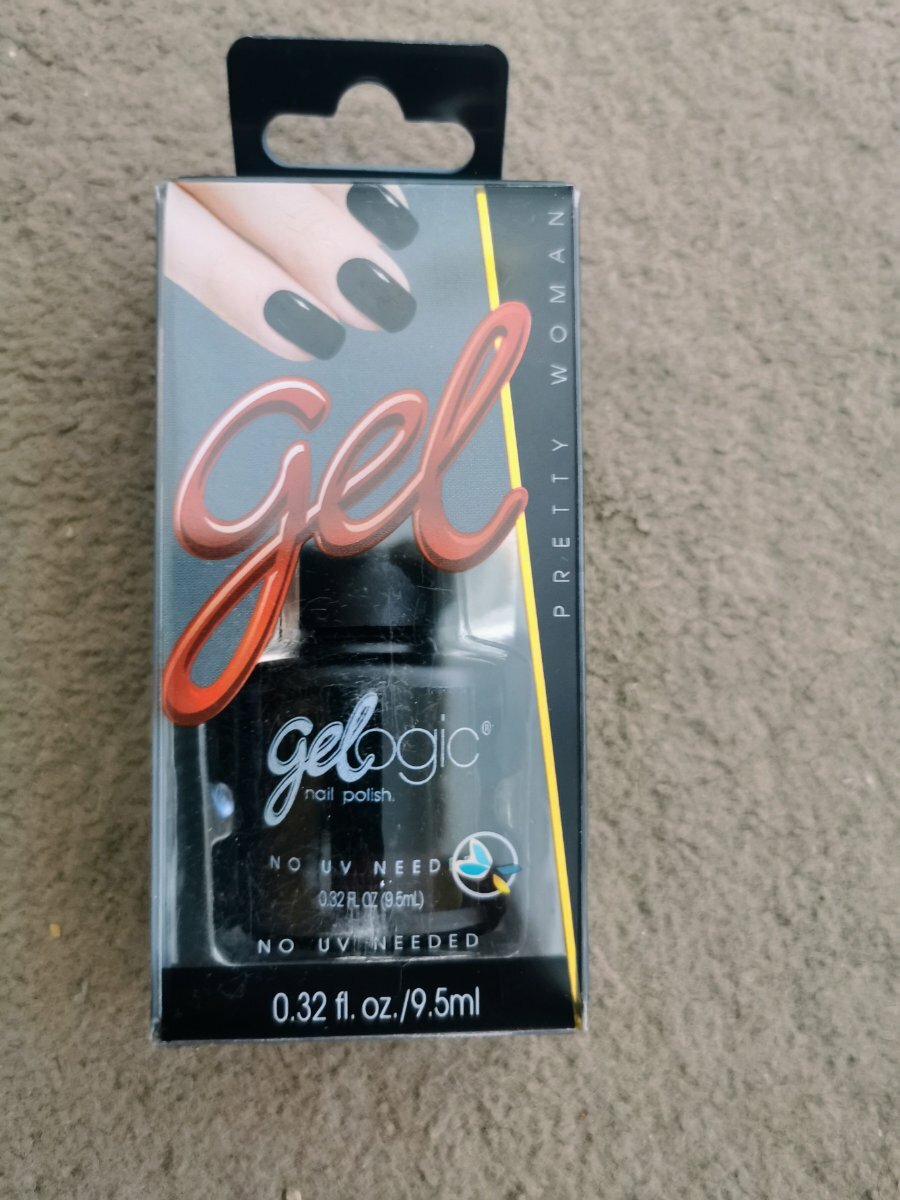 PRETTY WOMAN
gel
gelogic®
nail polish.
NO UV NEEDED
0.32 FL OZ (9.5mL)
NO UV NEEDED
0.32 fl. oz./9.5ml